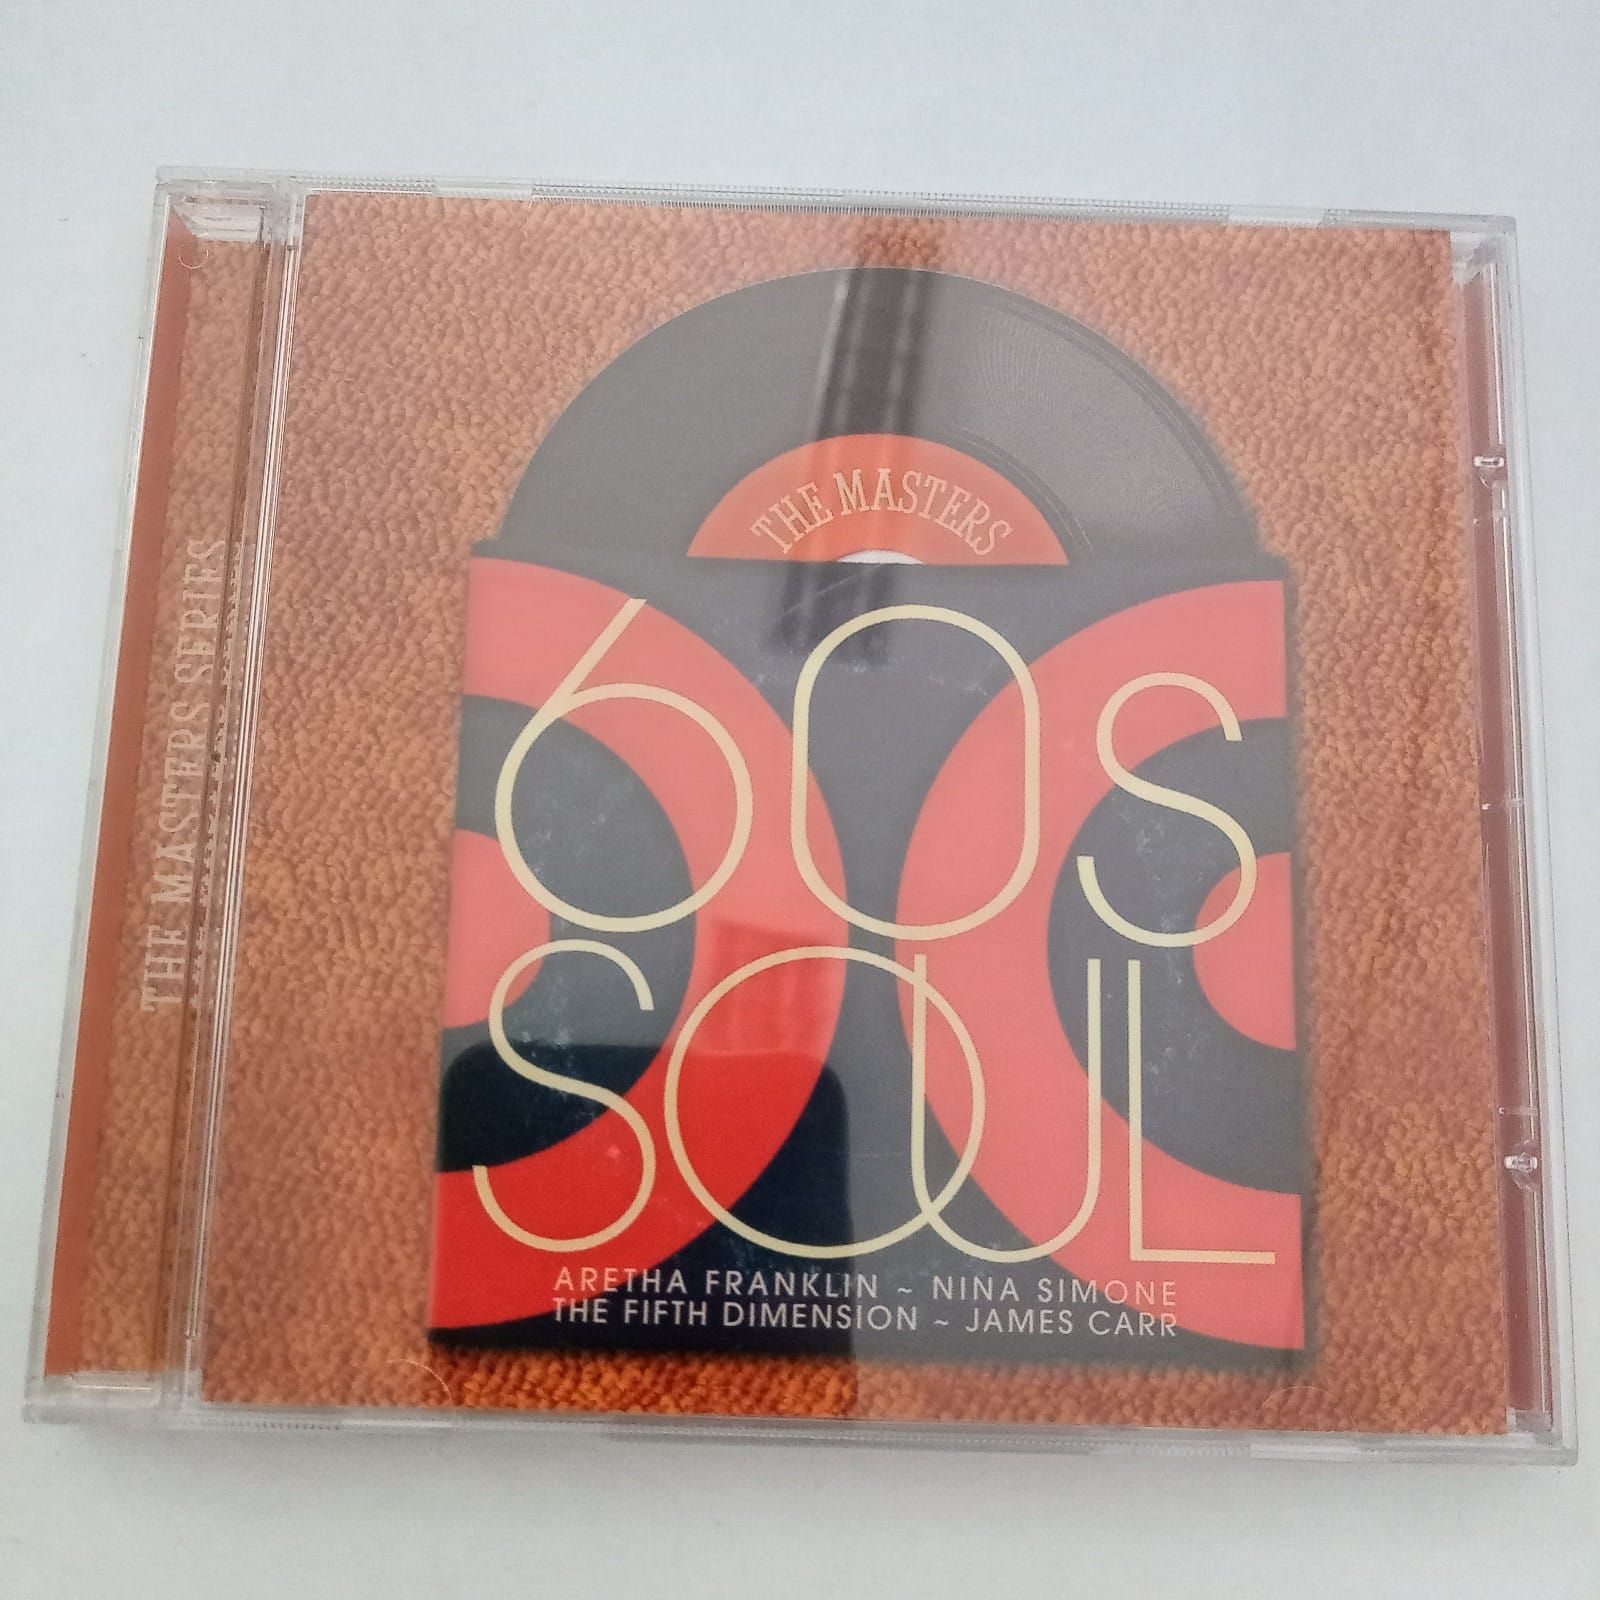 THE MASTERS SERIES
THE MASTERS
60S
SOUL
ARETHA FRANKLIN ~ NINA SIMONE
THE FIFTH DIMENSION ~ JAMES CARR